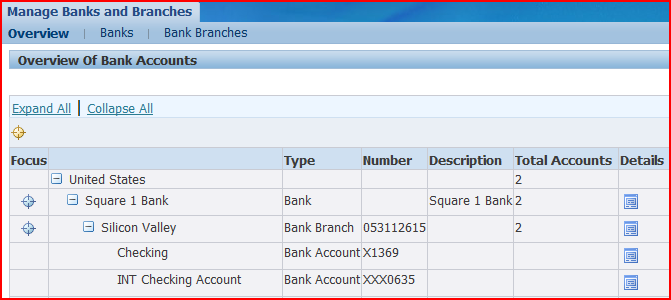 Manage Banks and Branches
Overview | Banks | Bank Branches
Overview Of Bank Accounts
Expand All | Collapse All
Focus Type Number Description Total Accounts Details
United States 2
Square 1 Bank Bank Square 1 Bank 2
Silicon Valley Bank Branch 053112615 2
Checking Bank Account X1369
INT Checking Account Bank Account XXX0635